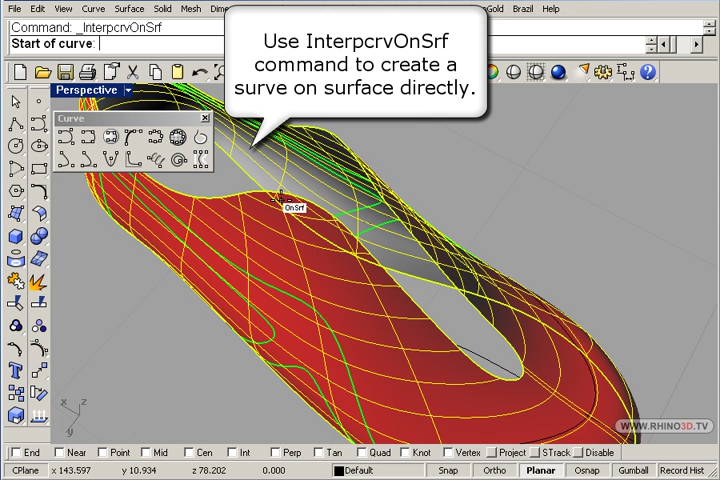 File Edit View Curve Surface Solid Mesh Dime Gold Brazil Help
Command: _InterpcrvOnSrf
Start of curve:
Use InterpcrvOnSrf
command to create a
surve on surface directly.
Perspective
Curve
OnSrf
z
x
y
WWW.RHINO3D.TV
End Near Point Mid Cen Int Perp Tan Quad Knot Vertex Project STrack Disable
CPlane x 143.597 y 10.934 z 78.202 0.000 Default Snap Ortho Planar Osnap Gumball Record Hist